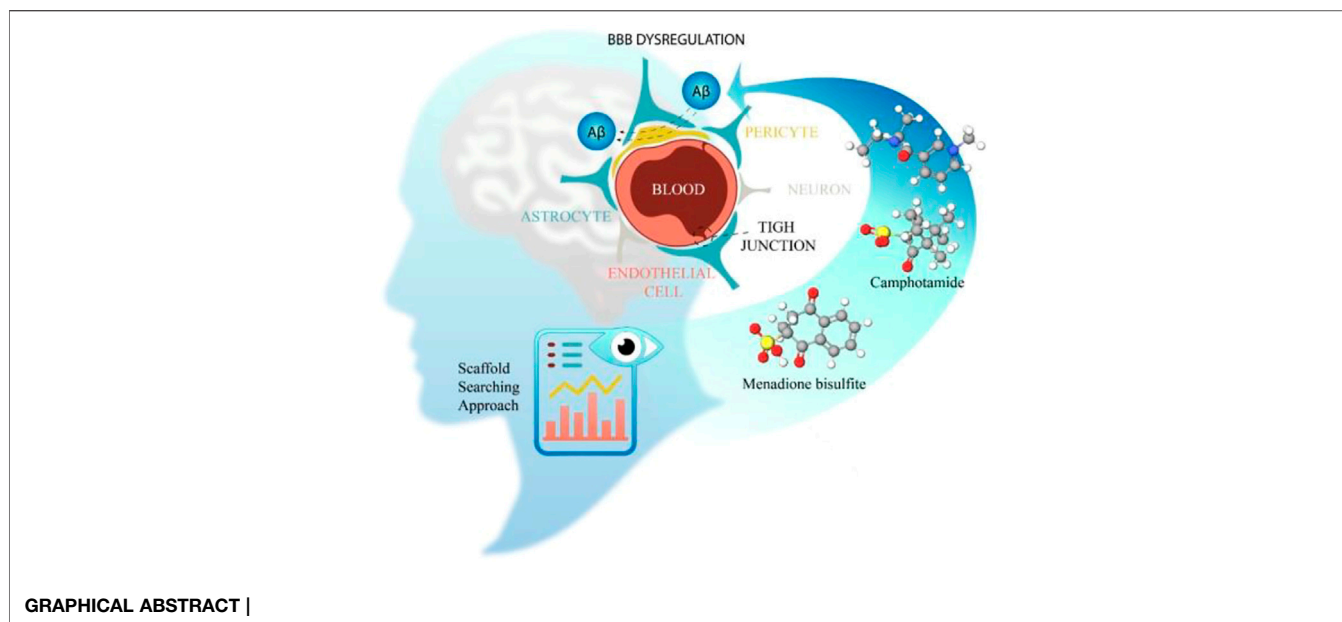 BBB DYSREGULATION
Aβ
Aβ
PERICYTE
BLOOD
NEURON
ASTROCYTE
TIGH
JUNCTION
ENDOTHELIAL
CELL
Camphotamide
Menadione bisulfite
Scaffold
Searching
Approach
GRAPHICAL ABSTRACT |